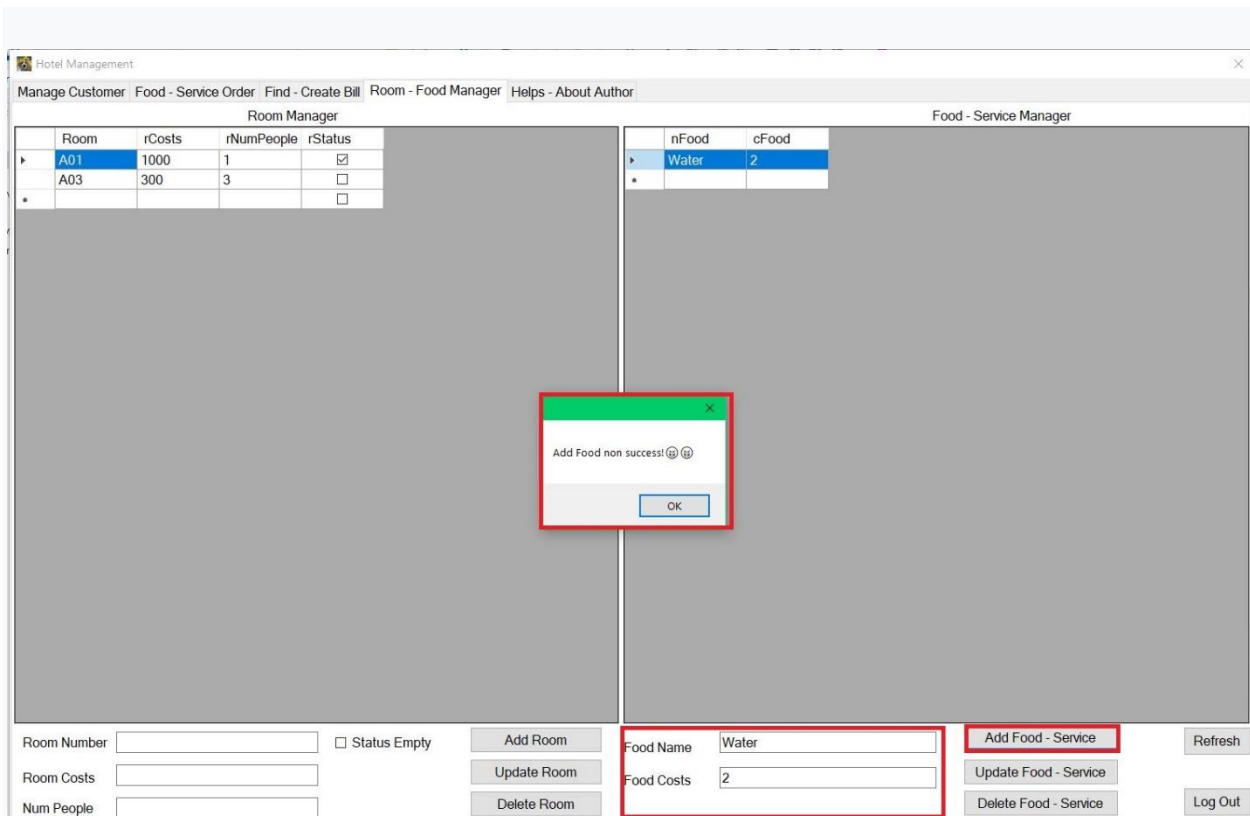 Hotel Management
Manage Customer Food - Service Order Find - Create Bill Room - Food Manager Helps - About Author
Room Manager
Room rCosts rNumPeople rStatus
A01 1000 1
A03 300 3
Food - Service Manager
nFood cFood
Water 2
Add Food non success!
OK
Room Number
Status Empty
Add Room
Room Costs
Update Room
Num People
Delete Room
Food Name Water
Add Food - Service
Food Costs 2
Update Food - Service
Delete Food - Service
Refresh
Log Out